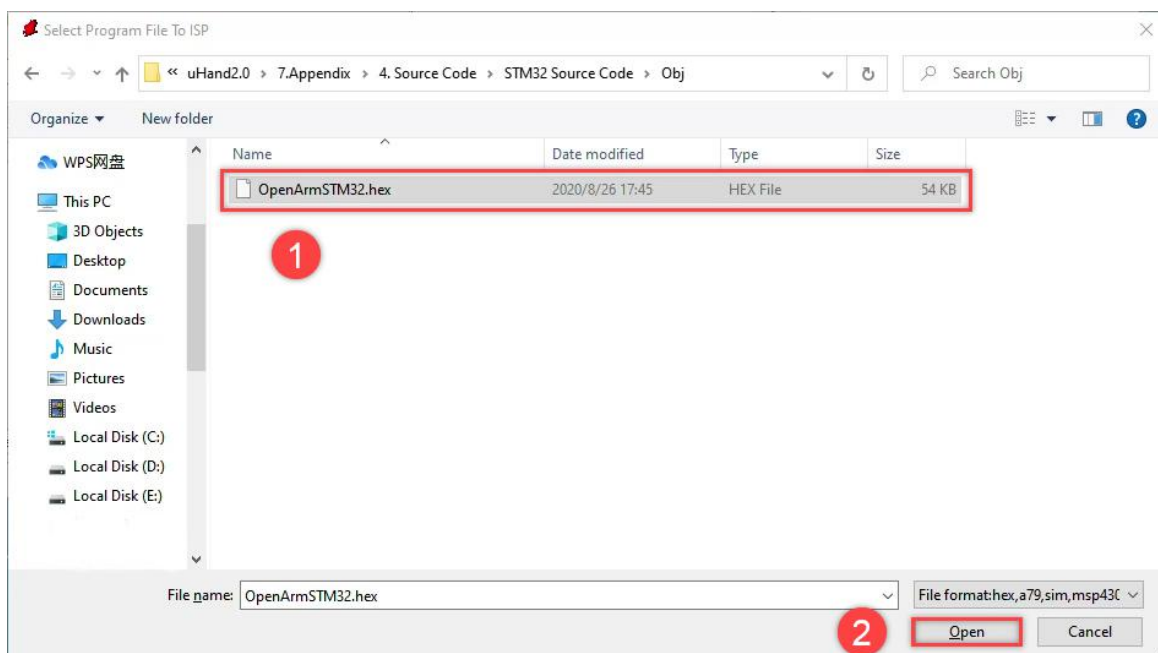 Select Program File To ISP
« uHand2.0 › 7.Appendix › 4. Source Code › STM32 Source Code › Obj
Search Obj
Organize
New folder
Name Date modified Type Size
OpenArmSTM32.hex 2020/8/26 17:45 HEX File 54 KB
1
WPS网盘
This PC
3D Objects
Desktop
Documents
Downloads
Music
Pictures
Videos
Local Disk (C:)
Local Disk (D:)
Local Disk (E:)
File name: OpenArmSTM32.hex
File format:hex,a79,sim,msp430
2
Open
Cancel